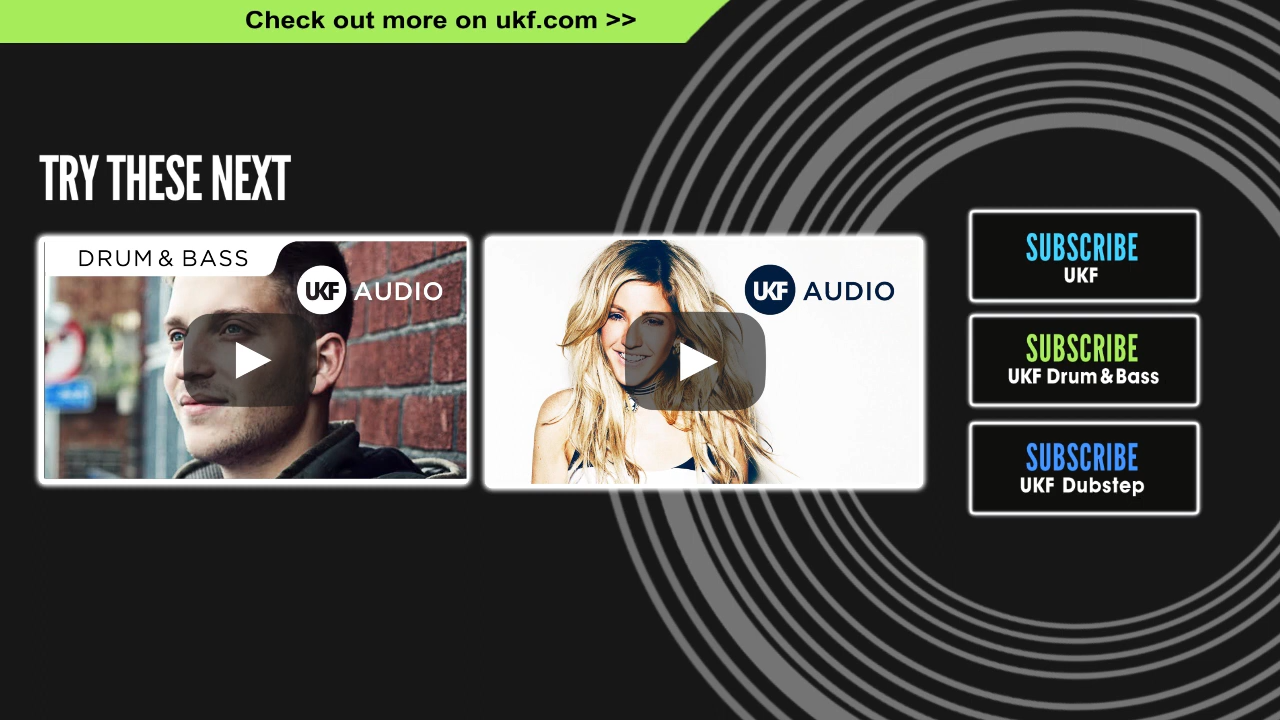 Check out more on ukf.com >>
TRY THESE NEXT
DRUM & BASS
UKF AUDIO
UKF AUDIO
SUBSCRIBE
UKF
SUBSCRIBE
UKF Drum & Bass
SUBSCRIBE
UKF Dubstep